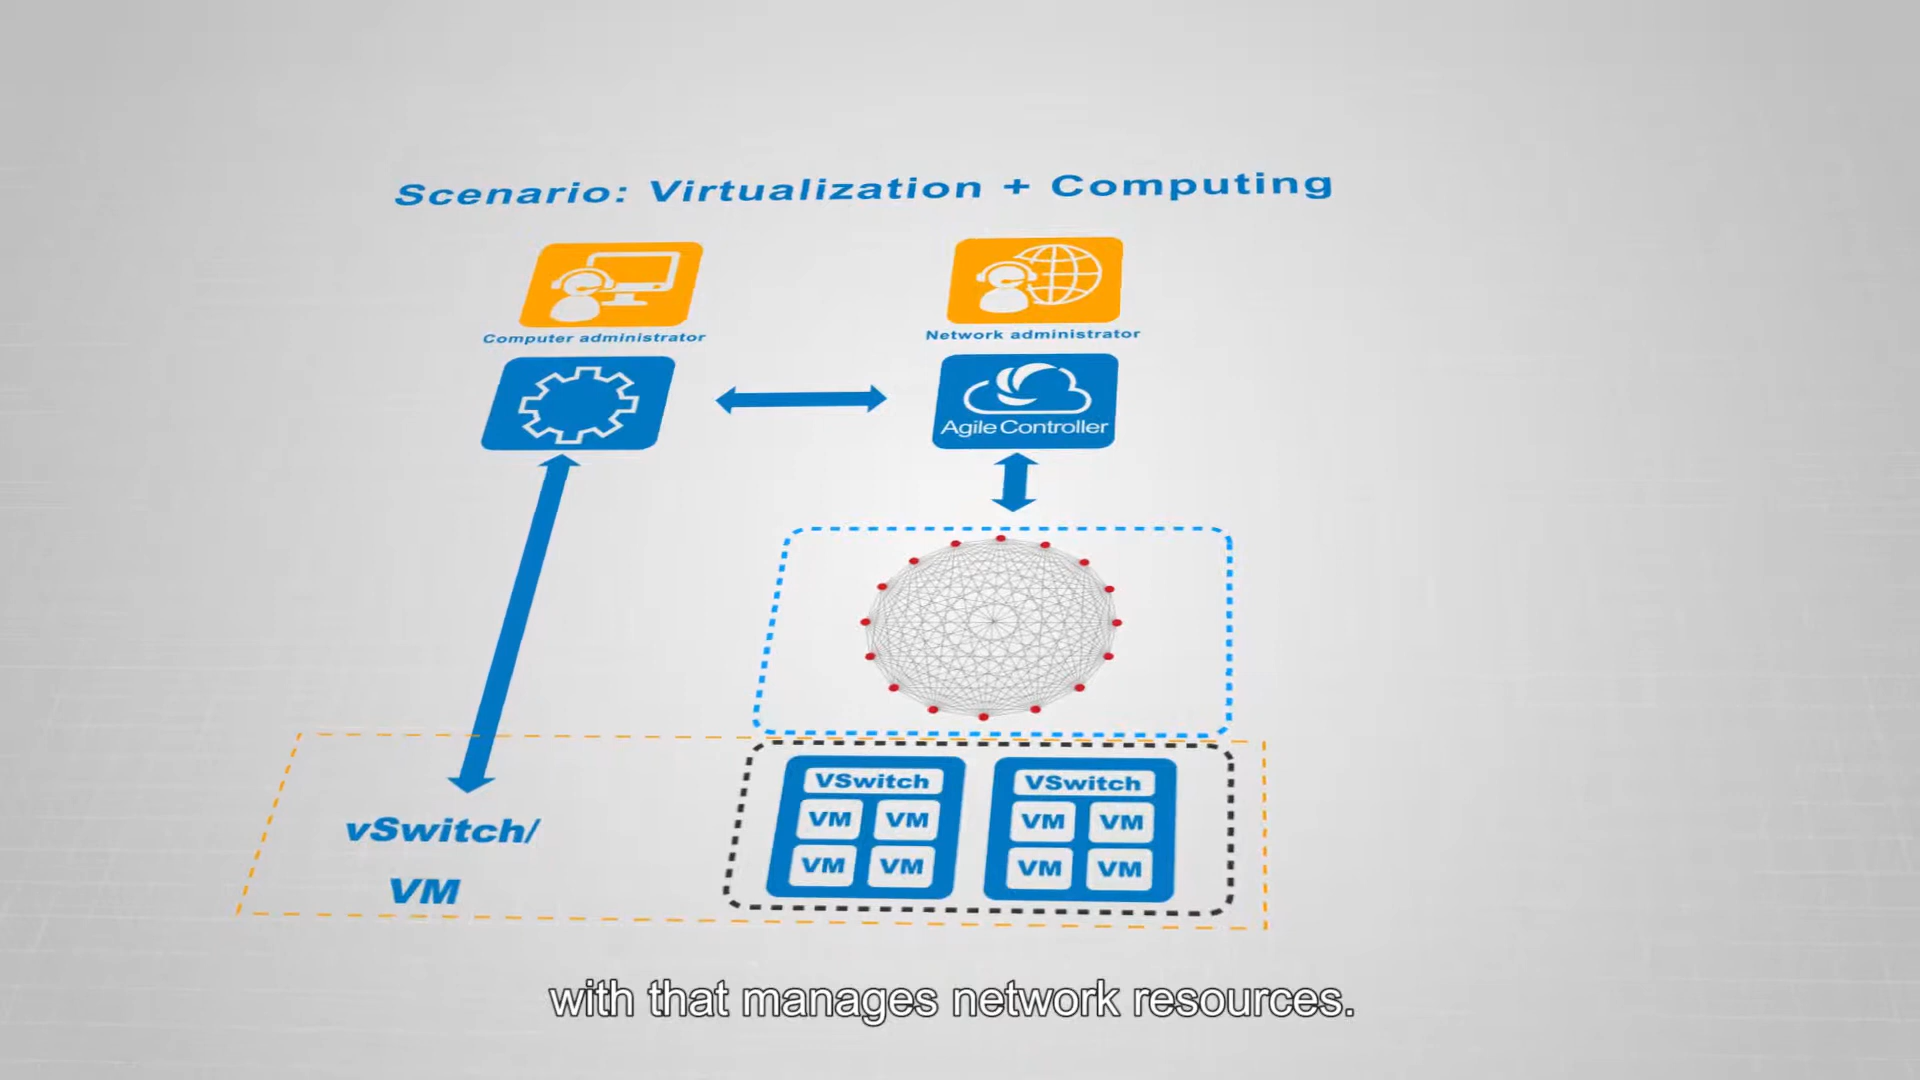 Scenario: Virtualization + Computing
Computer administrator
Network administrator
Agile Controller
VSwitch
VM VM
VM VM
VSwitch
VM VM
VM VM
vSwitch/
VM
with that manages network resources.